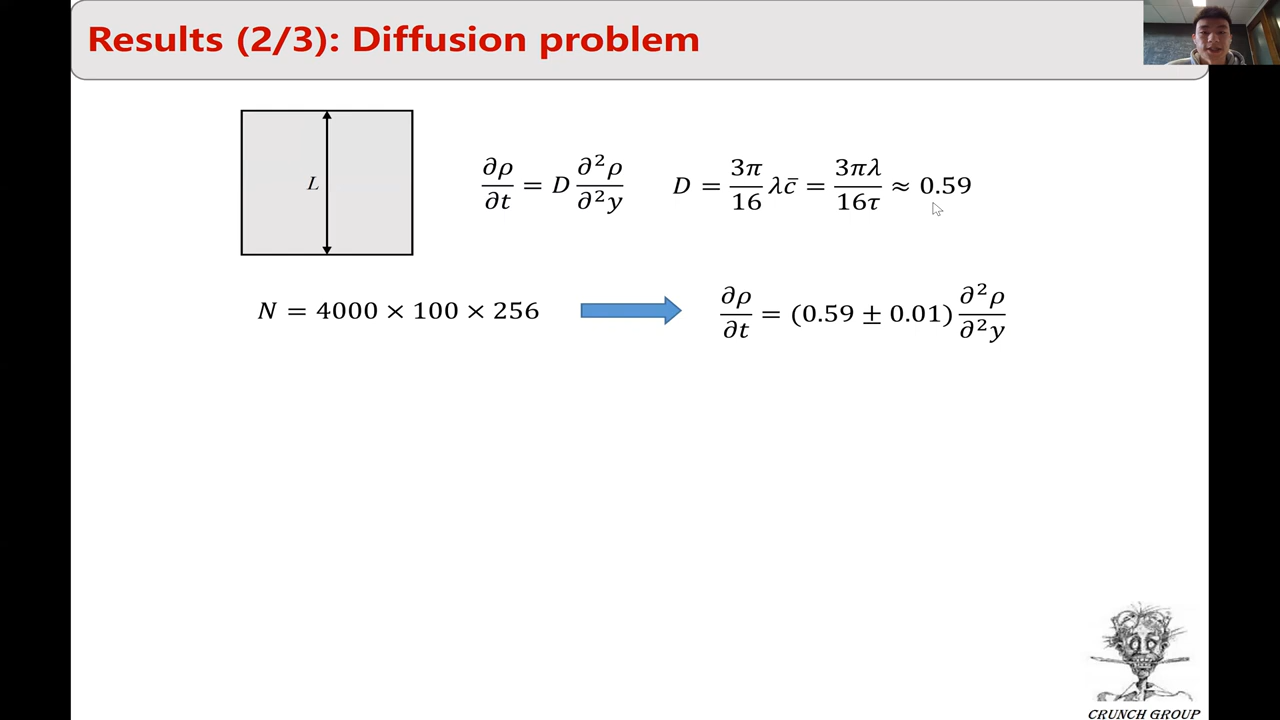 Results (2/3): Diffusion problem
L
∂ρ/∂t = D ∂²ρ/∂²y
D = 3π/16 λc̄ = 3πλ/16τ ≈ 0.59
N = 4000 × 100 × 256
∂ρ/∂t = (0.59 ± 0.01) ∂²ρ/∂²y
CRUNCH GROUP